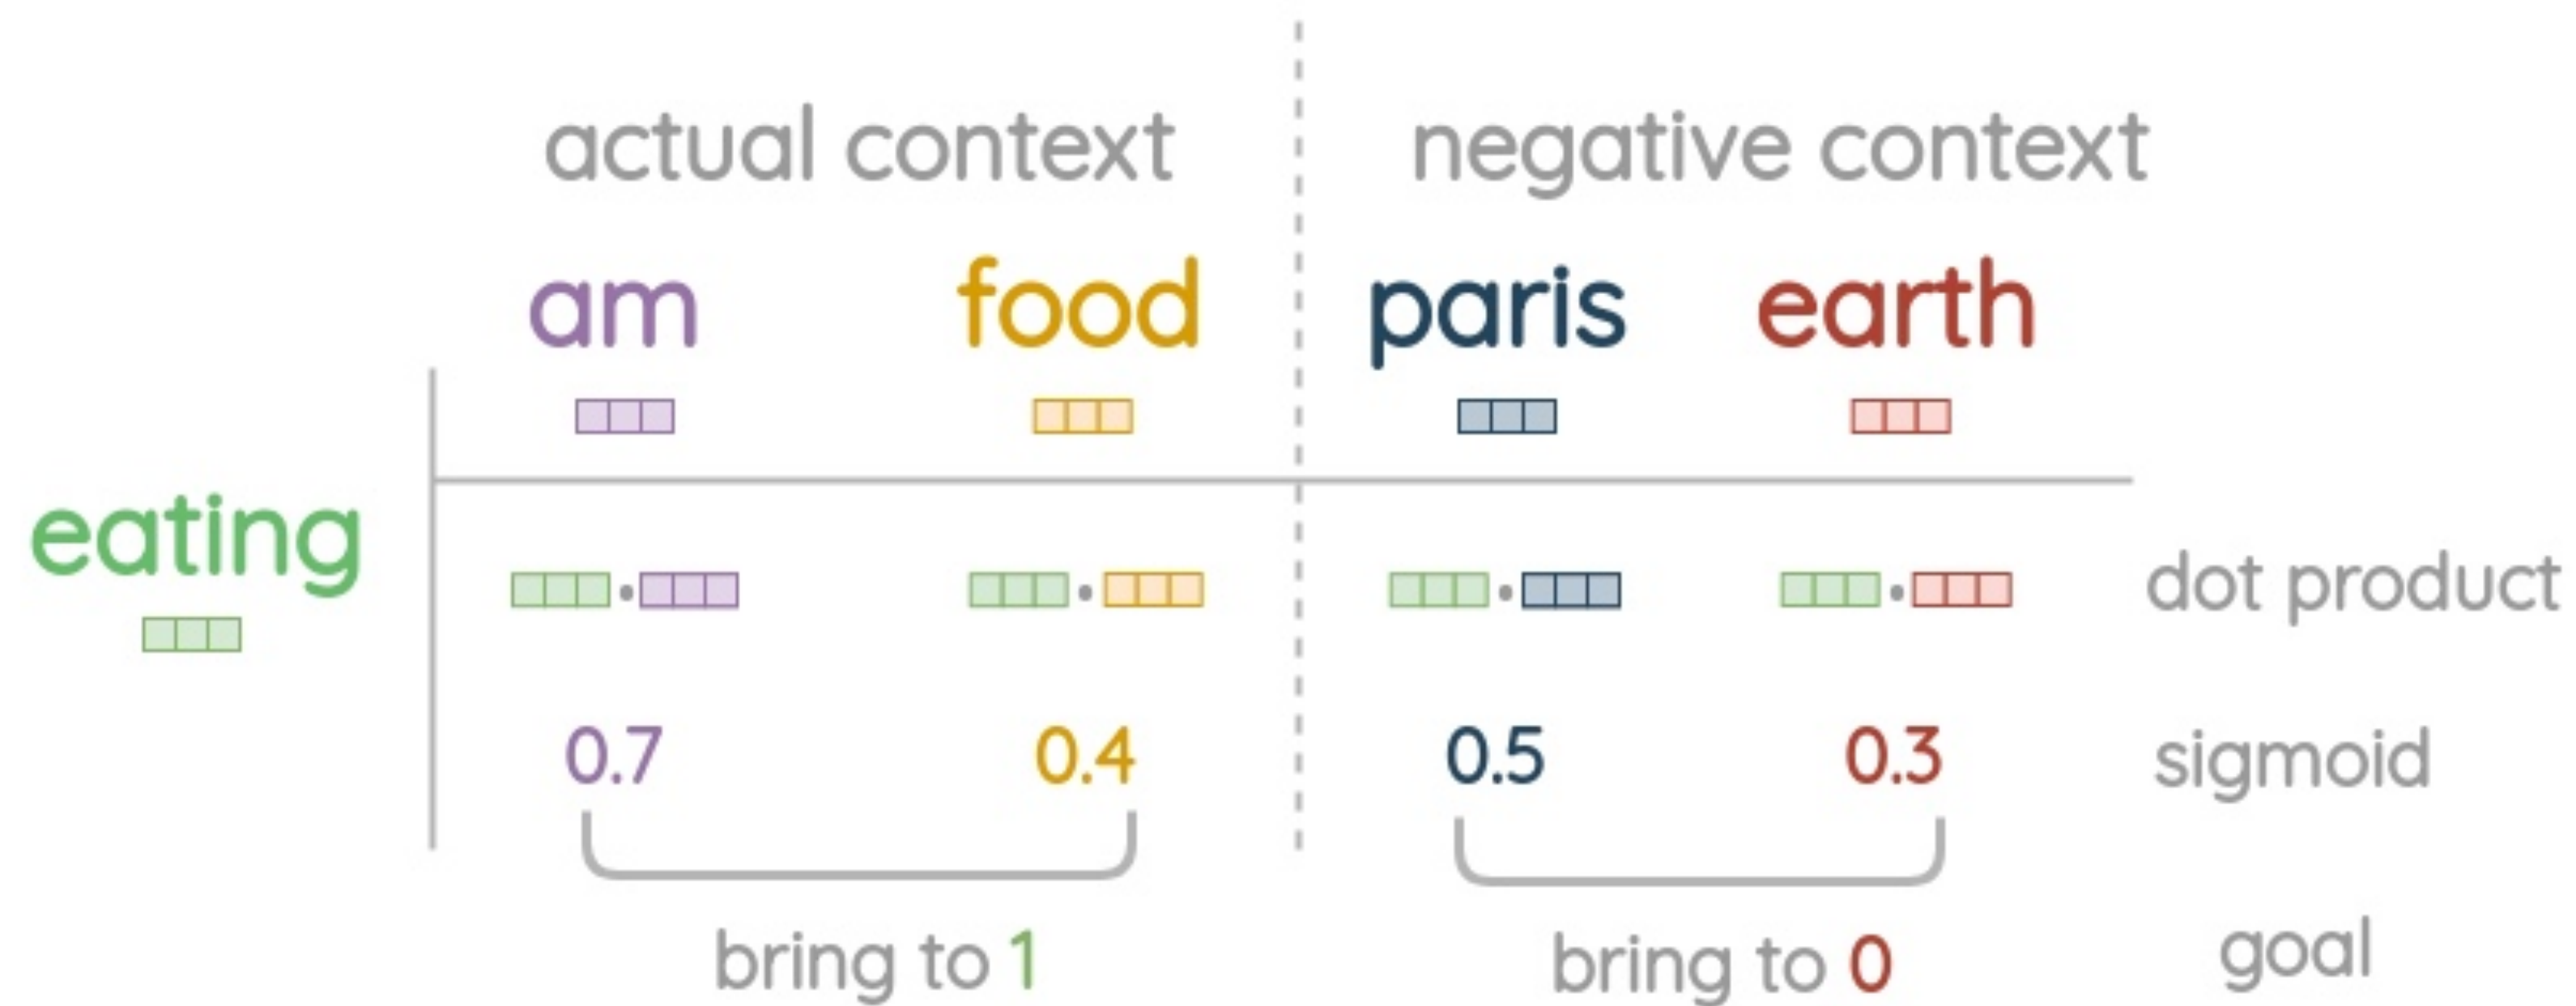 actual context negative context
am food paris earth
eating
dot product
0.7 0.4 0.5 0.3 sigmoid
bring to 1 bring to 0 goal